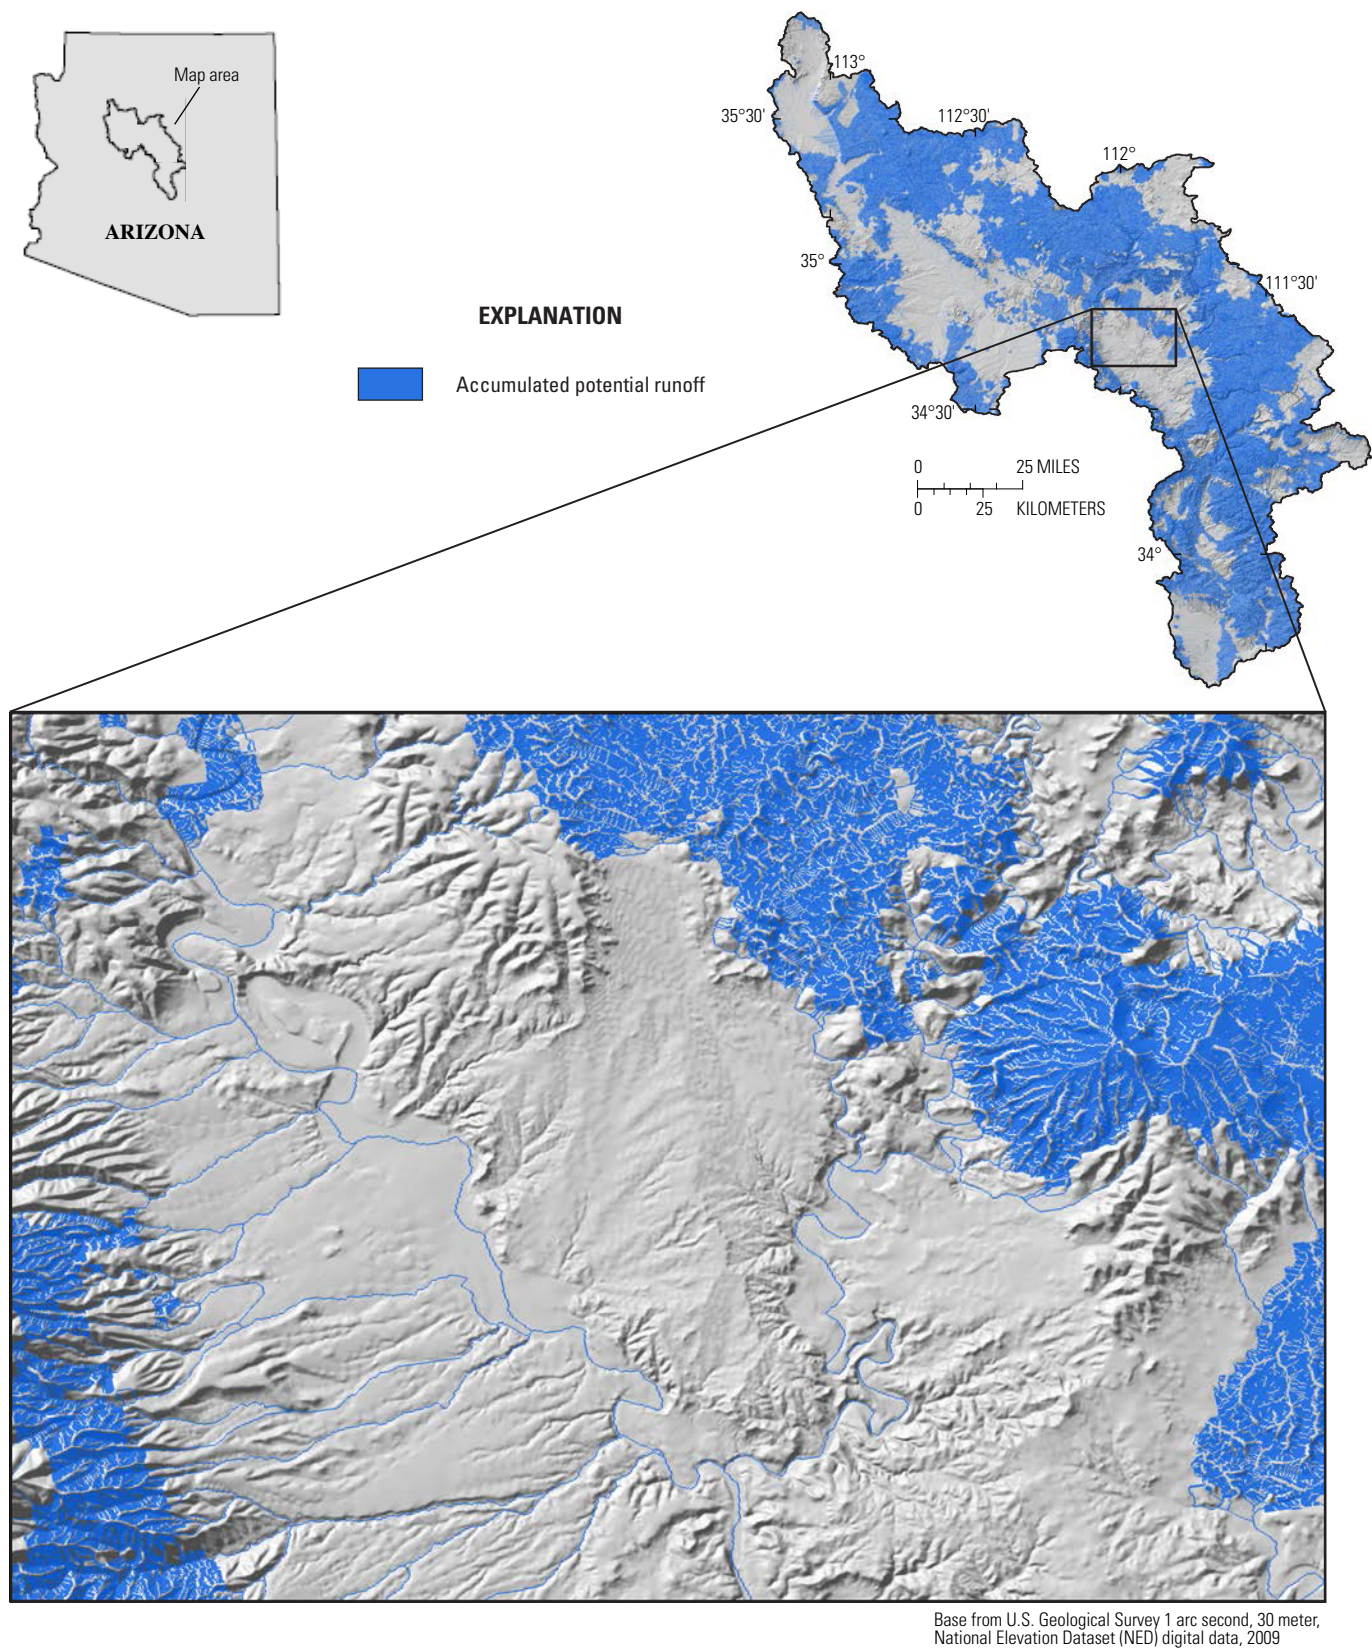 Map area
ARIZONA
113°
35°30'
112°30'
112°
35°
111°30'
EXPLANATION
Accumulated potential runoff
34°30'
0 25 MILES
0 25 KILOMETERS
34°
Base from U.S. Geological Survey 1 arc second, 30 meter,
National Elevation Dataset (NED) digital data, 2009